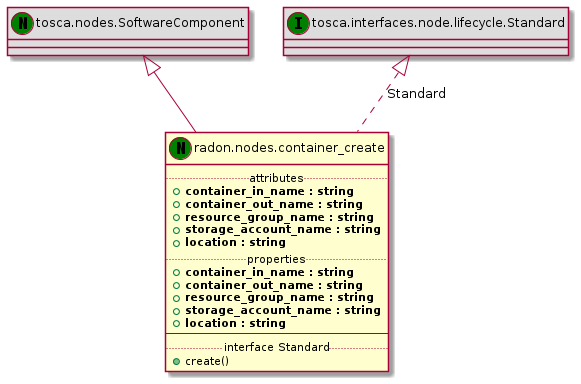 N tosca.nodes.SoftwareComponent
I tosca.interfaces.node.lifecycle.Standard
Standard
N radon.nodes.container_create
attributes
container_in_name : string
container_out_name : string
resource_group_name : string
storage_account_name : string
location : string
properties
container_in_name : string
container_out_name : string
resource_group_name : string
storage_account_name : string
location : string
interface Standard
create()